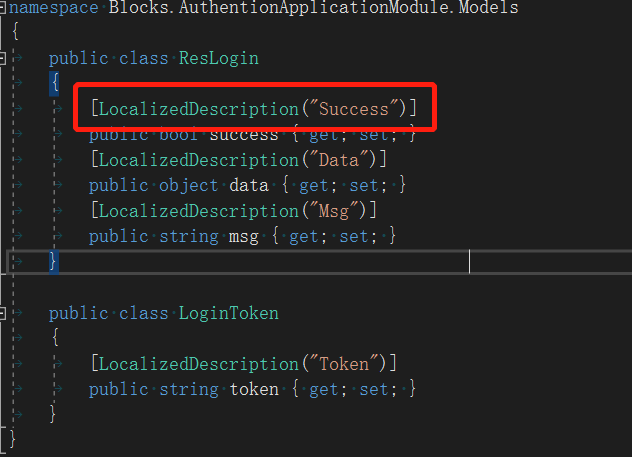 namespace Blocks.AuthentionApplicationModule.Models
{
public class ResLogin
{
[LocalizedDescription("Success")]
public bool success { get; set; }
[LocalizedDescription("Data")]
public object data { get; set; }
[LocalizedDescription("Msg")]
public string msg { get; set; }
}
public class LoginToken
{
[LocalizedDescription("Token")]
public string token { get; set; }
}
}